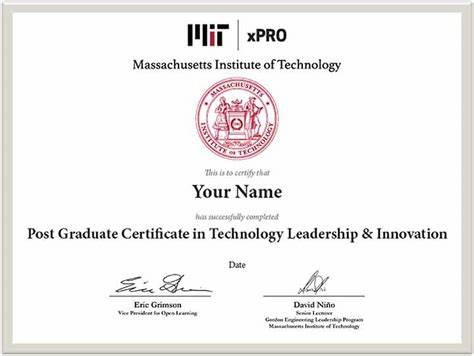 MIT xPRO
Massachusetts Institute of Technology
MASSACHUSETTS
INSTITUTE OF TECHNOLOGY
This is to certify that
Your Name
has successfully completed
Post Graduate Certificate in Technology Leadership & Innovation
Date
Eric Grimson
Vice President for Open Learning
David Niño
Senior Lecturer
Gordon Engineering Leadership Program
Massachusetts Institute of Technology